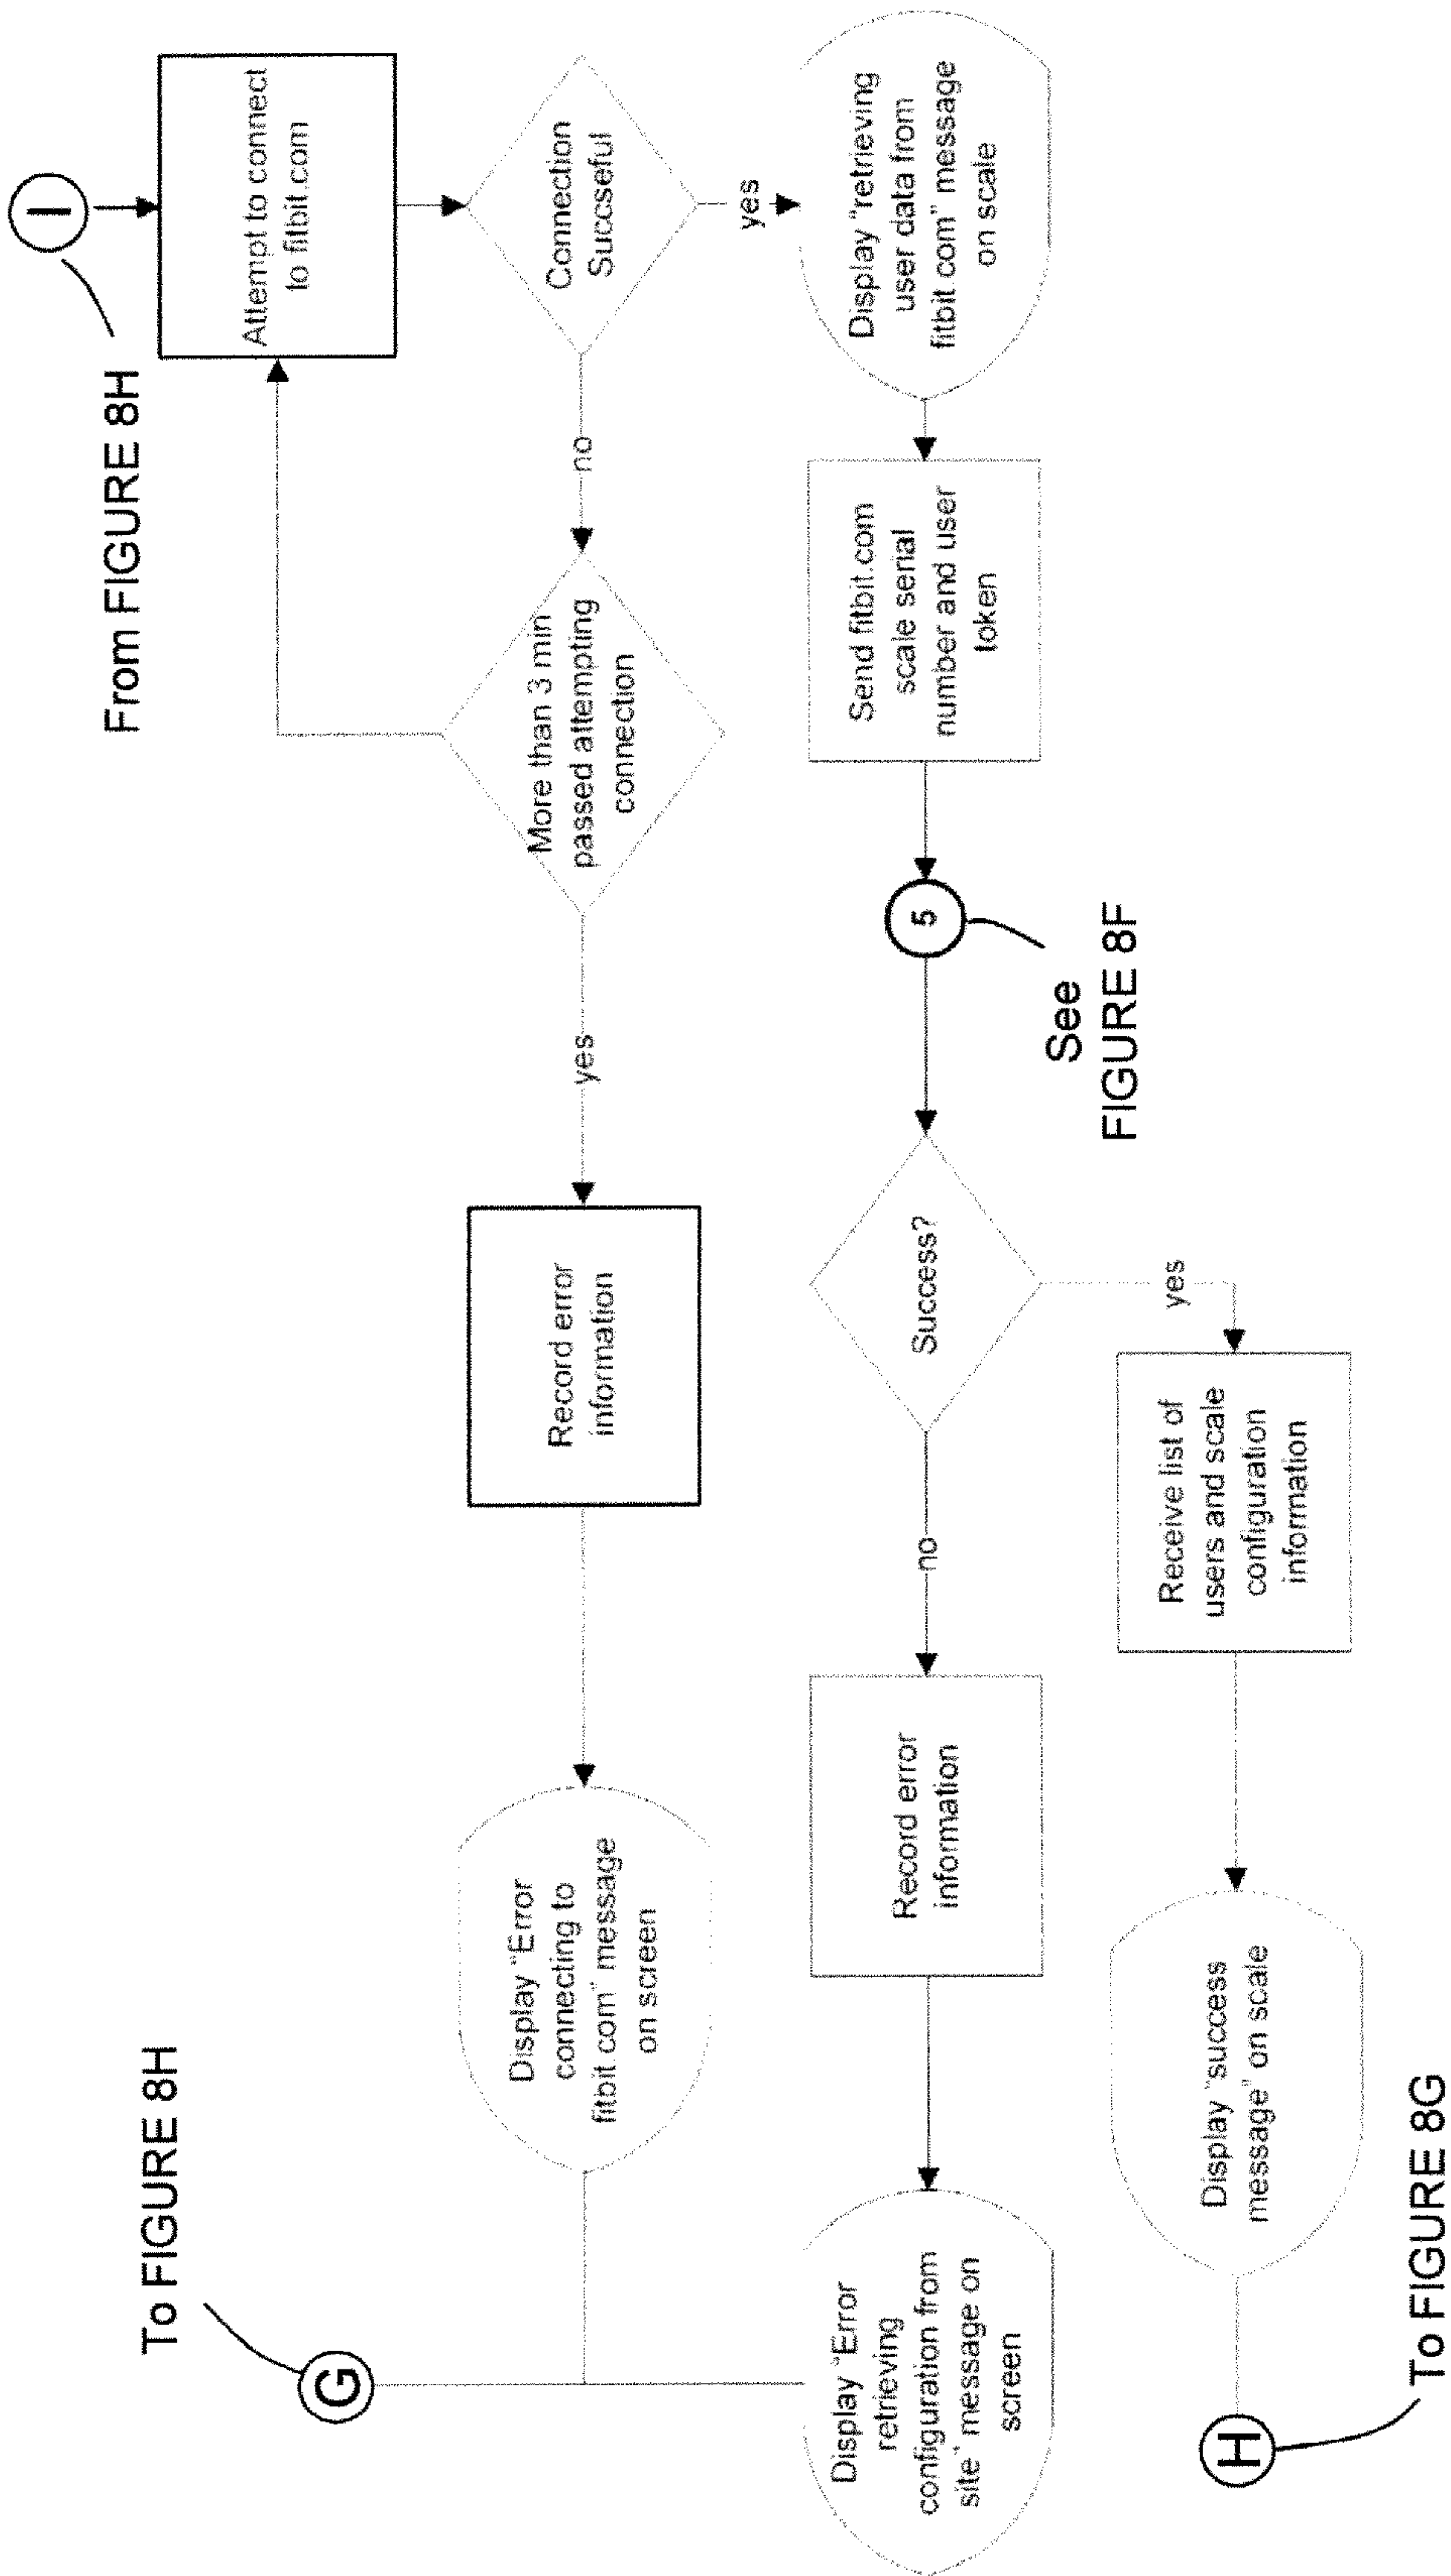 From FIGURE 8H
I
Attempt to connect
to fitbit.com
Connection
Succseful
no
yes
More than 3 min
passed attempting
connection
yes
Record error
information
Display "Error
connecting to
fitbit.com" message
on screen
To FIGURE 8H
G
Display "retrieving
user data from
fitbit.com" message
on scale
Send fitbit.com
scale serial
number and user
token
5
See
FIGURE 8F
Success?
no
yes
Record error
information
Display "Error
retrieving
configuration from
site" message on
screen
Receive list of
users and scale
configuration
information
Display "success
message" on scale
H
To FIGURE 8G